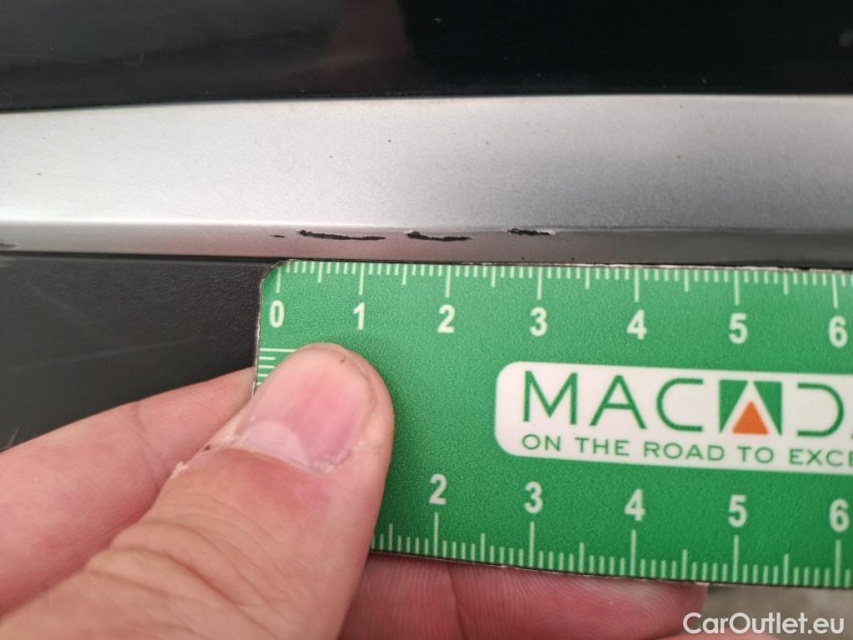 0 1 2 3 4 5 6
MACAD
ON THE ROAD TO EXCE
2 3 4 5 6
CarOutlet.eu